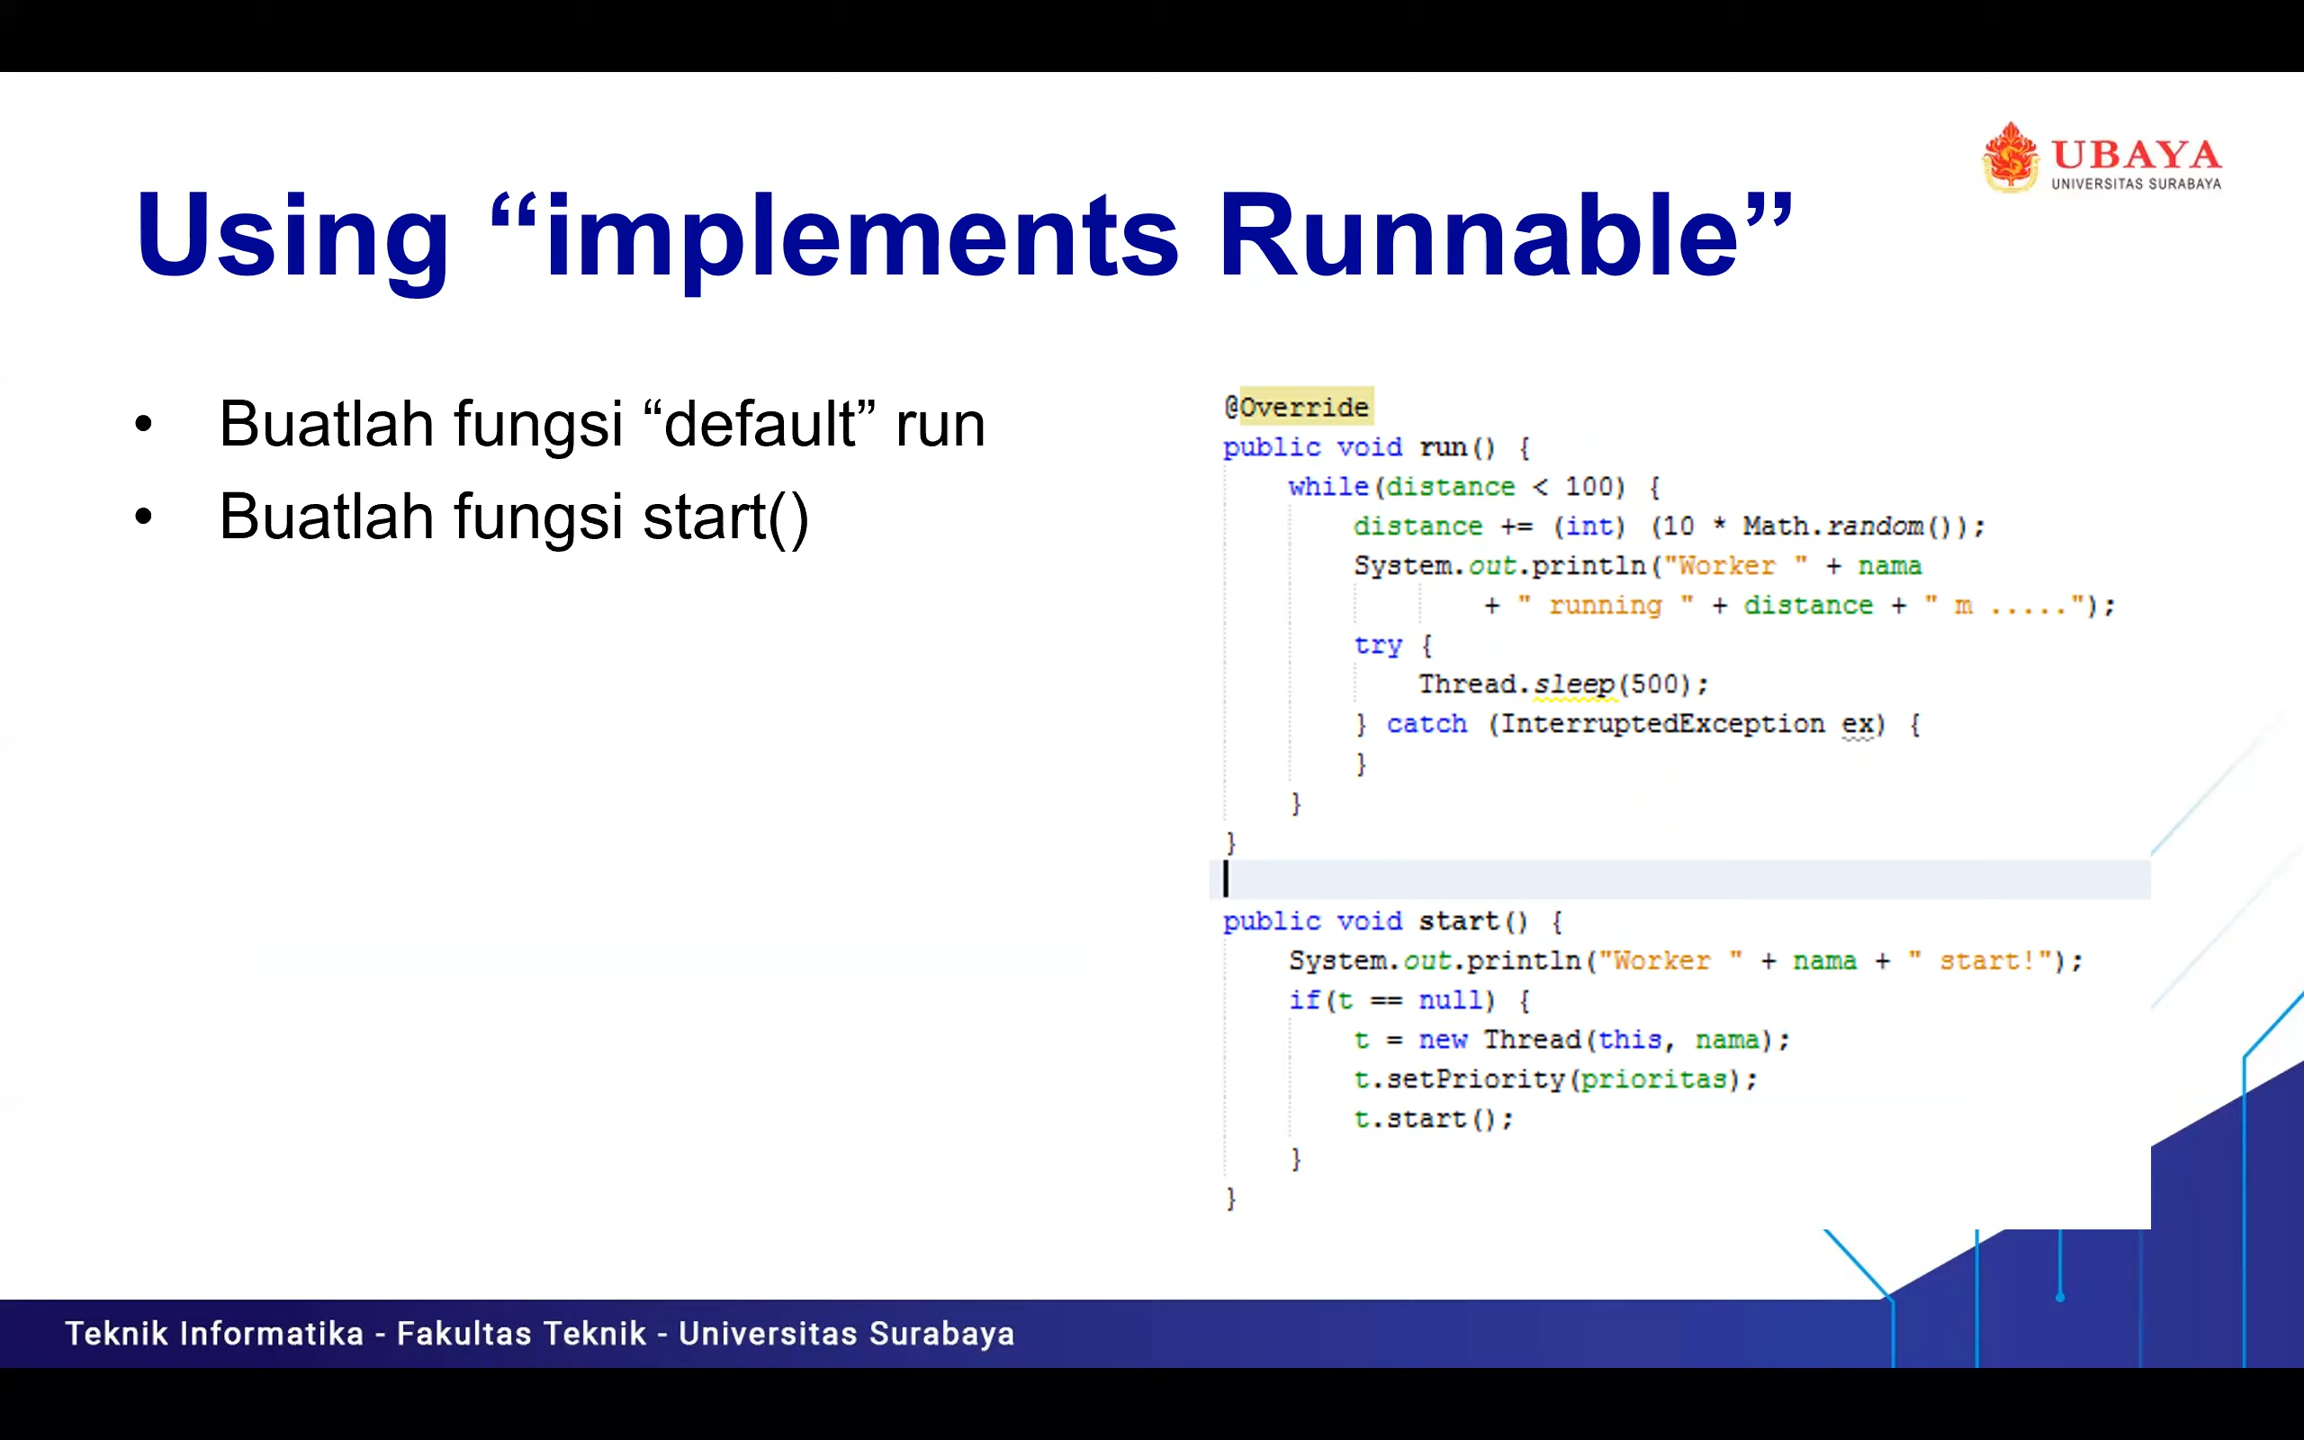 UBAYA
UNIVERSITAS SURABAYA
Using “implements Runnable”
• Buatlah fungsi “default” run
• Buatlah fungsi start()
@Override
public void run() {
    while(distance < 100) {
        distance += (int) (10 * Math.random());
        System.out.println("Worker " + nama
                + " running " + distance + " m .....");
        try {
            Thread.sleep(500);
        } catch (InterruptedException ex) {
        }
    }
}
public void start() {
    System.out.println("Worker " + nama + " start!");
    if(t == null) {
        t = new Thread(this, nama);
        t.setPriority(prioritas);
        t.start();
    }
}
Teknik Informatika - Fakultas Teknik - Universitas Surabaya